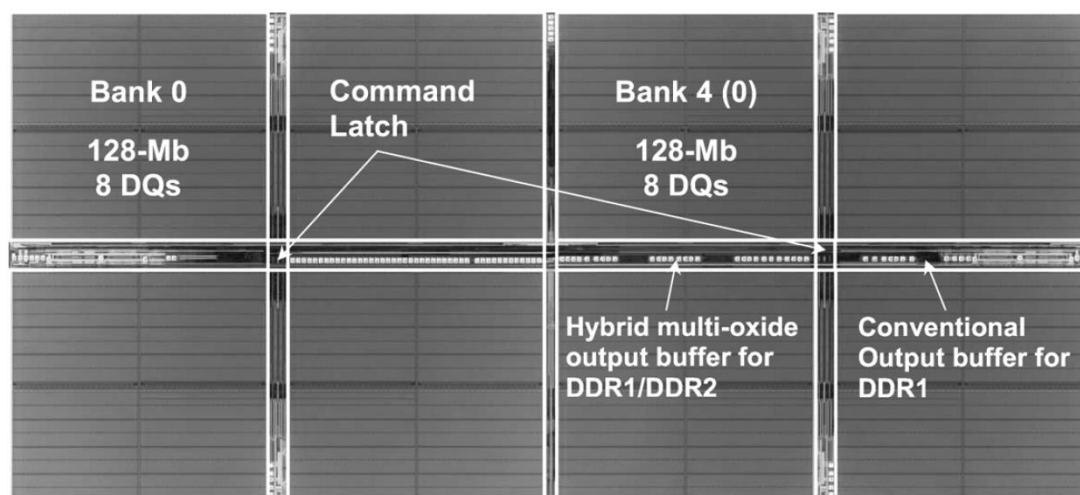 Bank 0
128-Mb
8 DQs
Command
Latch
Bank 4 (0)
128-Mb
8 DQs
Hybrid multi-oxide
output buffer for
DDR1/DDR2
Conventional
Output buffer for
DDR1